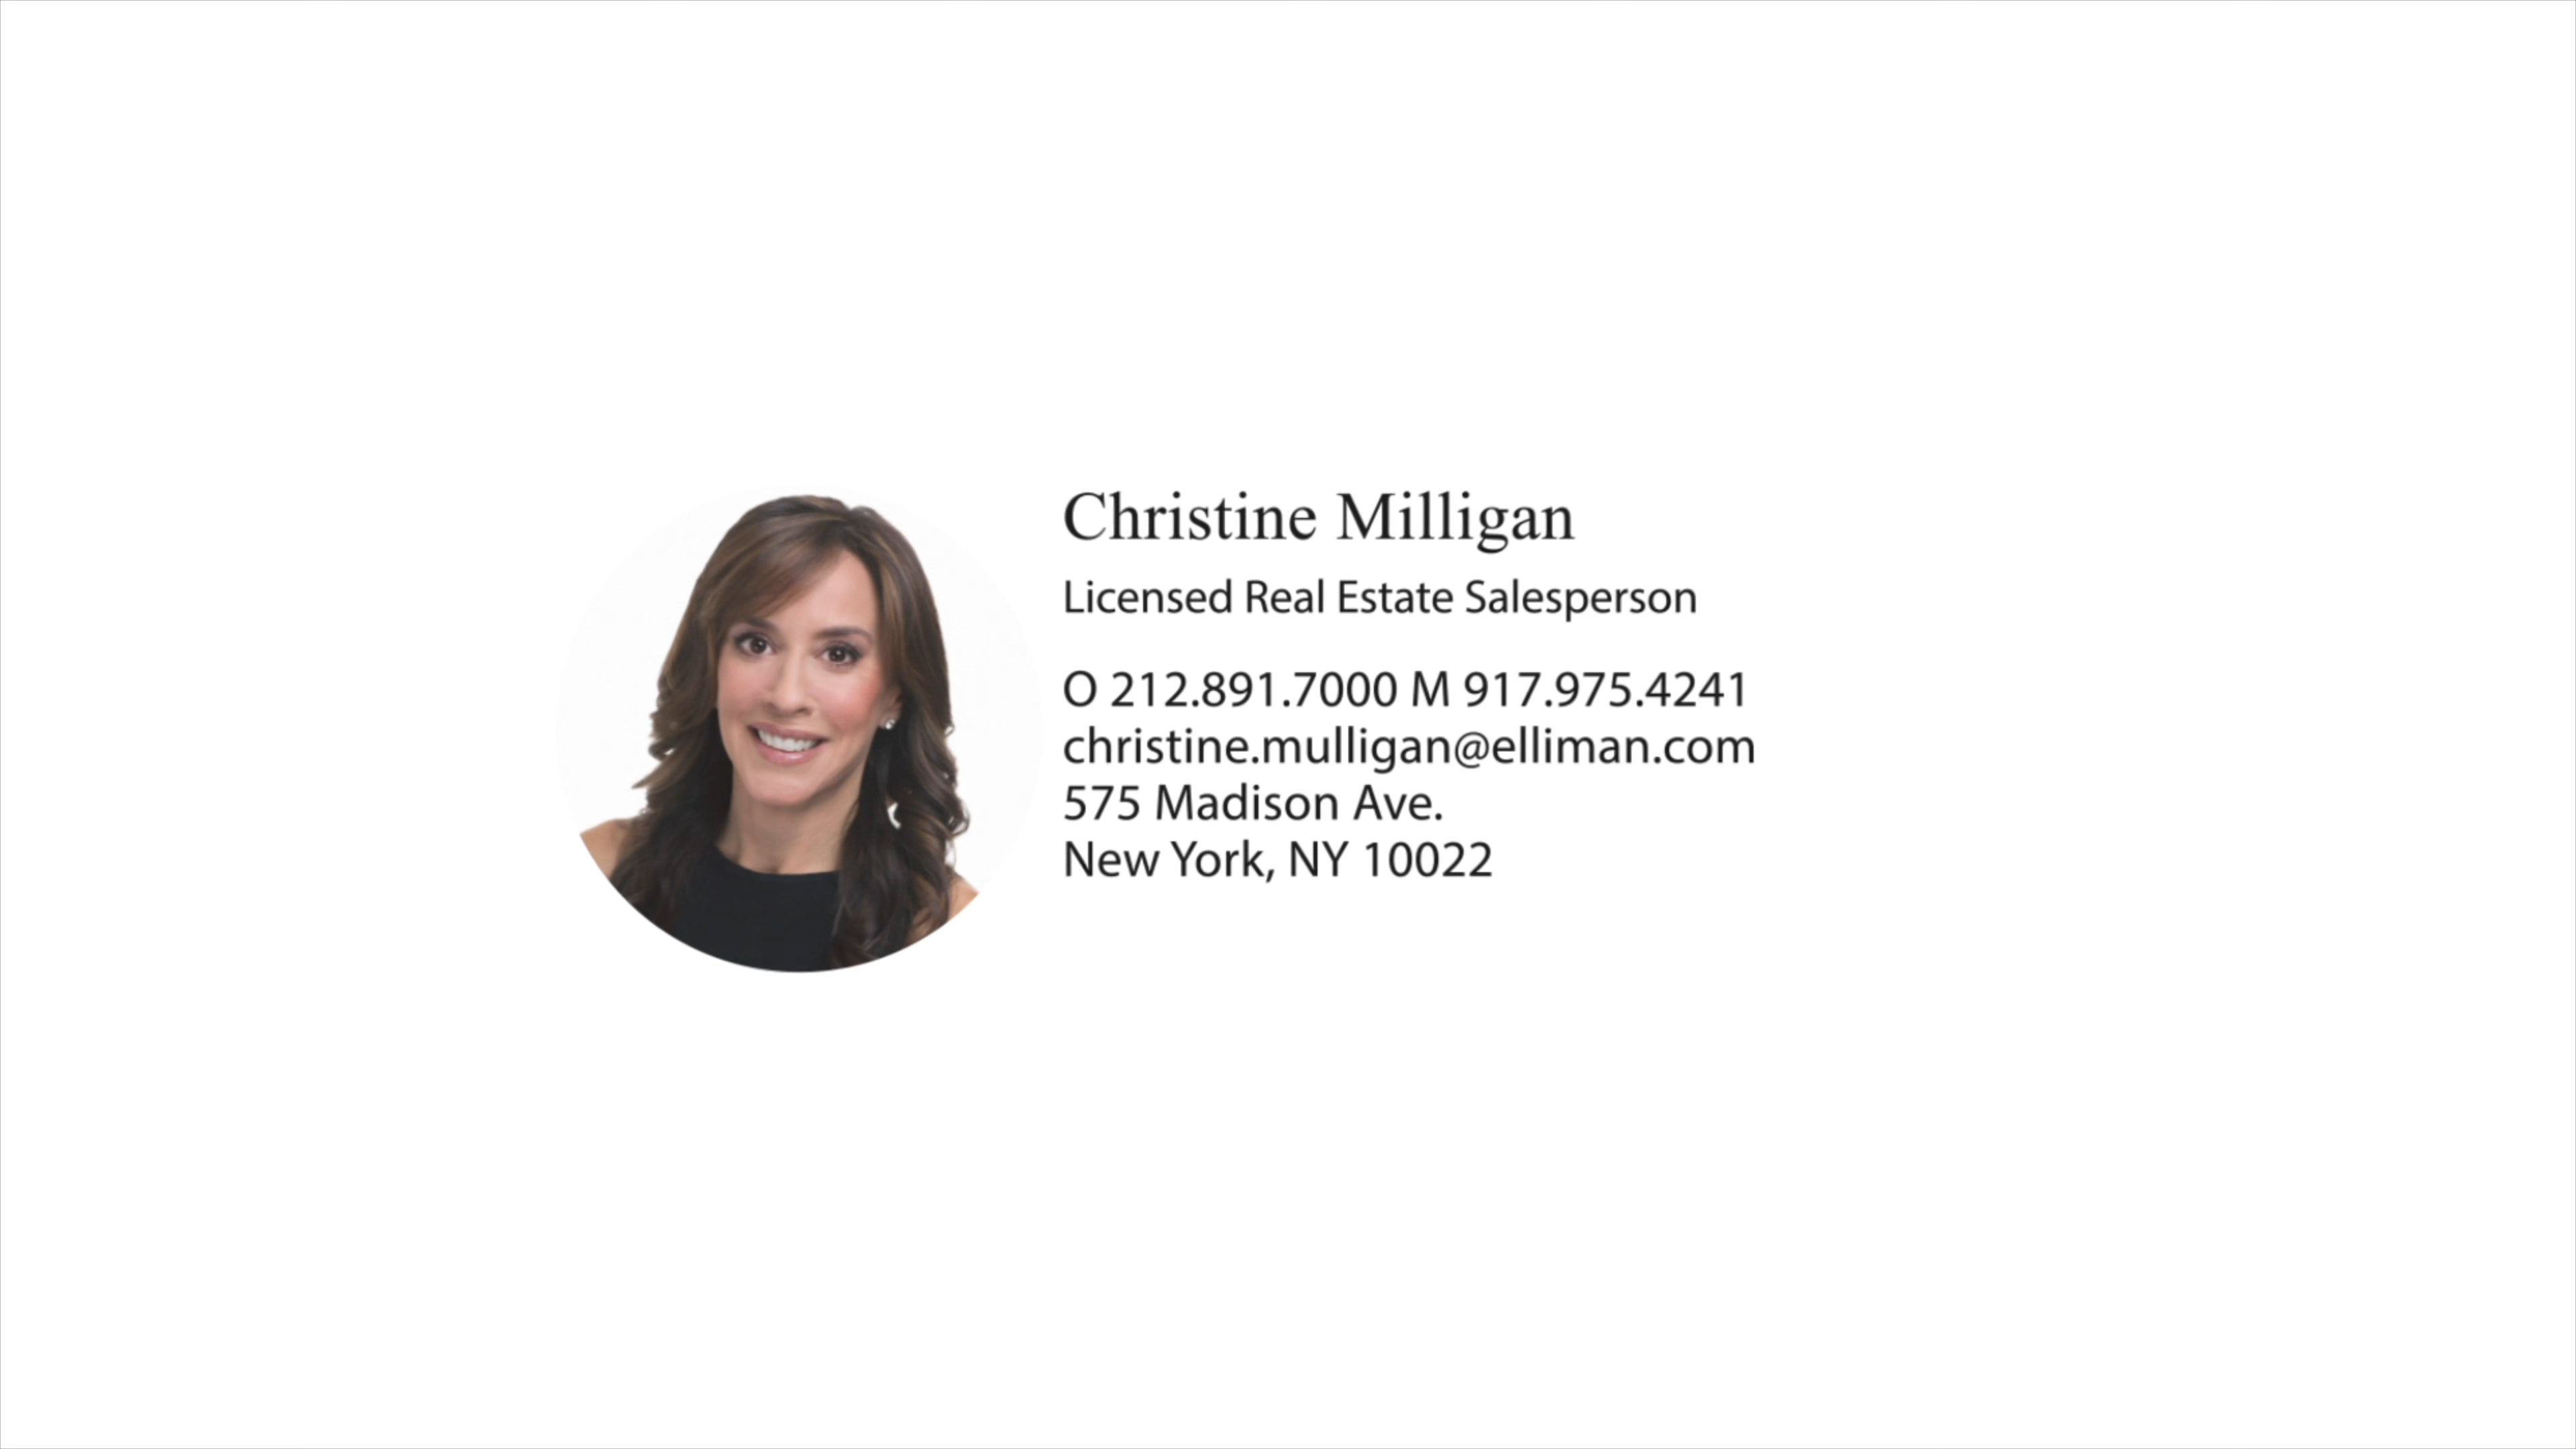 Christine Milligan
Licensed Real Estate Salesperson
O 212.891.7000 M 917.975.4241
christine.mulligan@elliman.com
575 Madison Ave.
New York, NY 10022